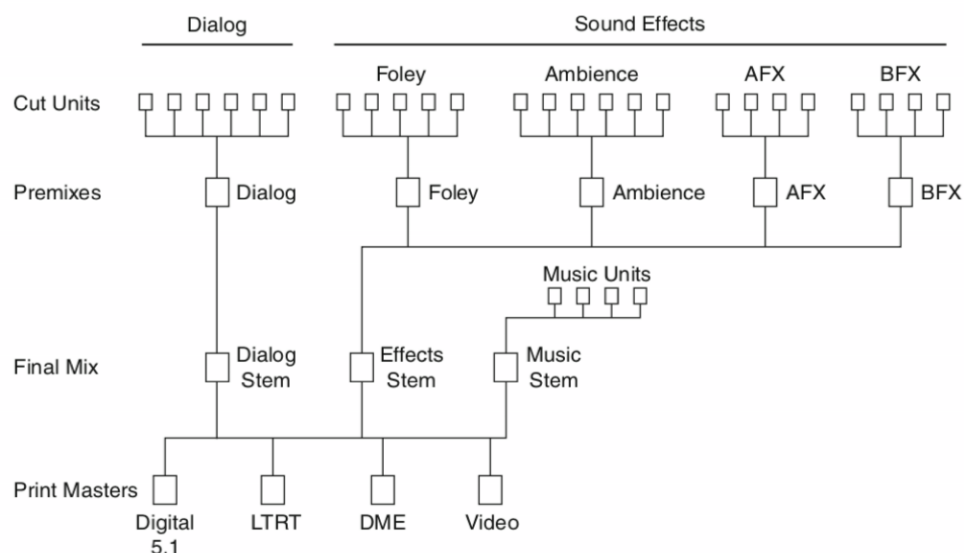 Dialog
Sound Effects
Foley
Ambience
AFX
BFX
Cut Units
Premixes
Dialog
Foley
Ambience
AFX
BFX
Music Units
Final Mix
Dialog
Stem
Effects
Stem
Music
Stem
Print Masters
Digital
5.1
LTRT
DME
Video